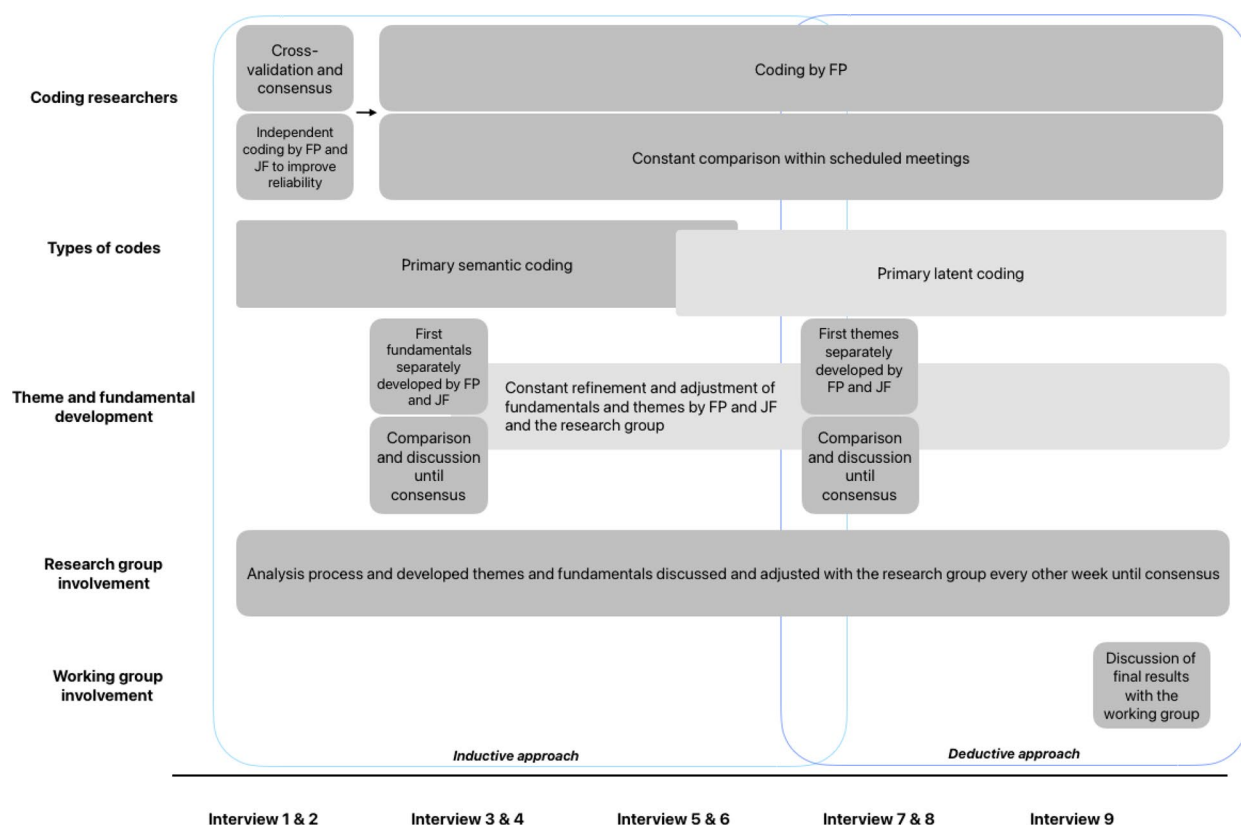 Coding researchers
Cross-
validation and
consensus
Coding by FP
Independent
coding by FP and
JF to improve
reliability
Constant comparison within scheduled meetings
Types of codes
Primary semantic coding
Primary latent coding
Theme and fundamental
development
First
fundamentals
separately
developed by FP
and JF
Constant refinement and adjustment of
fundamentals and themes by FP and JF
and the research group
First themes
separately
developed by
FP and JF
Comparison
and discussion
until
consensus
Comparison
and discussion
until
consensus
Research group
involvement
Analysis process and developed themes and fundamentals discussed and adjusted with the research group every other week until consensus
Working group
involvement
Discussion of
final results
with the
working group
Inductive approach
Deductive approach
Interview 1 & 2
Interview 3 & 4
Interview 5 & 6
Interview 7 & 8
Interview 9